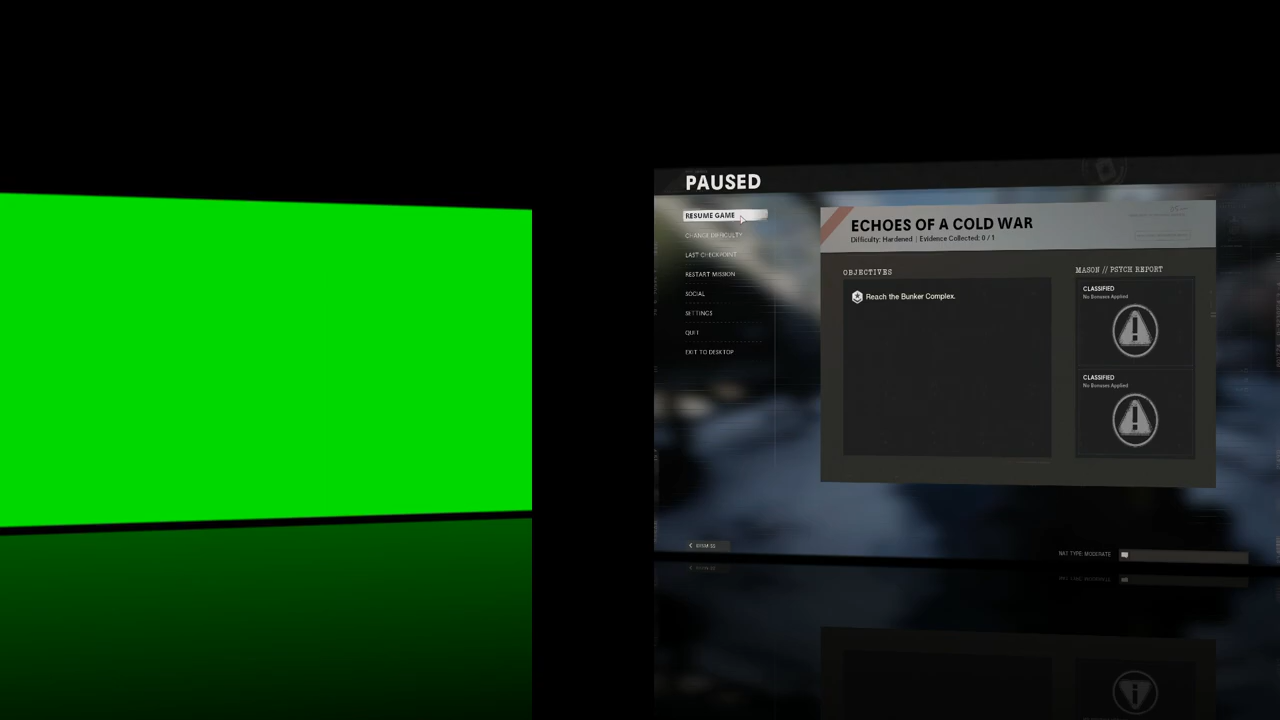 PAUSED
RESUME GAME
CHANGE DIFFICULTY
LAST CHECKPOINT
RESTART MISSION
SOCIAL
SETTINGS
QUIT
EXIT TO DESKTOP
ECHOES OF A COLD WAR
Difficulty: Hardened | Evidence Collected: 0 / 1
OBJECTIVES
Reach the Bunker Complex.
MASON // PSYCH REPORT
CLASSIFIED
No Bonuses Applied
CLASSIFIED
No Bonuses Applied
NAT TYPE: MODERATE